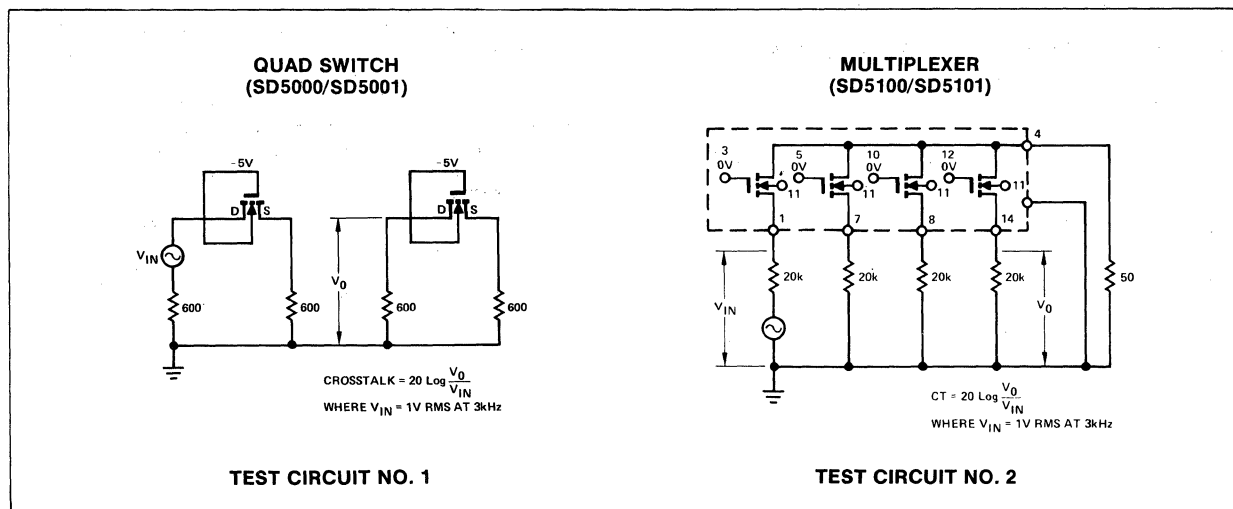 QUAD SWITCH
(SD5000/SD5001)
-5V
D
S
V_IN
600
600
V_0
-5V
D
S
600
600
CROSSTALK = 20 Log V_0/V_IN
WHERE V_IN = 1V RMS AT 3kHz
TEST CIRCUIT NO. 1
MULTIPLEXER
(SD5100/SD5101)
4
3
0V
5
0V
10
0V
12
0V
11
11
11
11
1
7
8
14
V_IN
20k
20k
20k
20k
V_0
50
CT = 20 Log V_0/V_IN
WHERE V_IN = 1V RMS AT 3kHz
TEST CIRCUIT NO. 2